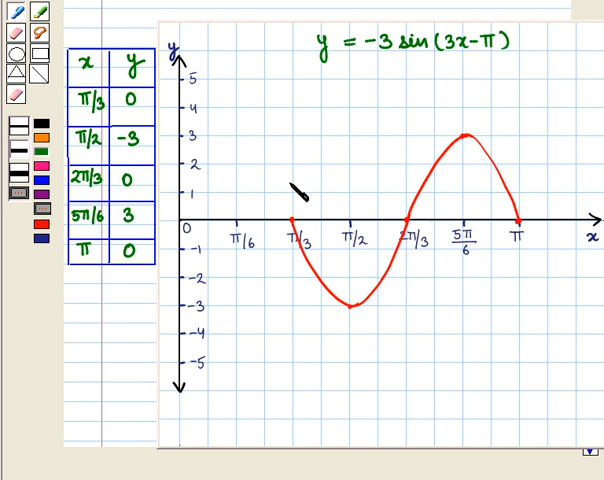 y = -3 sin(3x-π)
x y
π/3 0
π/2 -3
2π/3 0
5π/6 3
π 0
y
5
4
3
2
1
0
-1
-2
-3
-4
-5
π/6 π/3 π/2 2π/3 5π/6 π
x